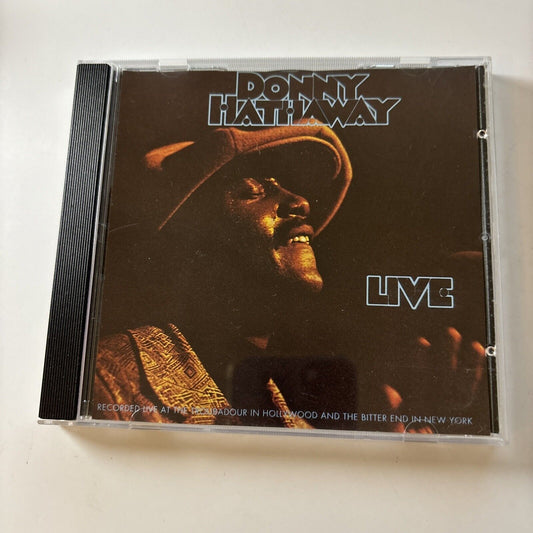 DONNY
HATHAWAY
LIVE
RECORDED LIVE AT THE TROUBADOUR IN HOLLYWOOD AND THE BITTER END IN NEW YORK